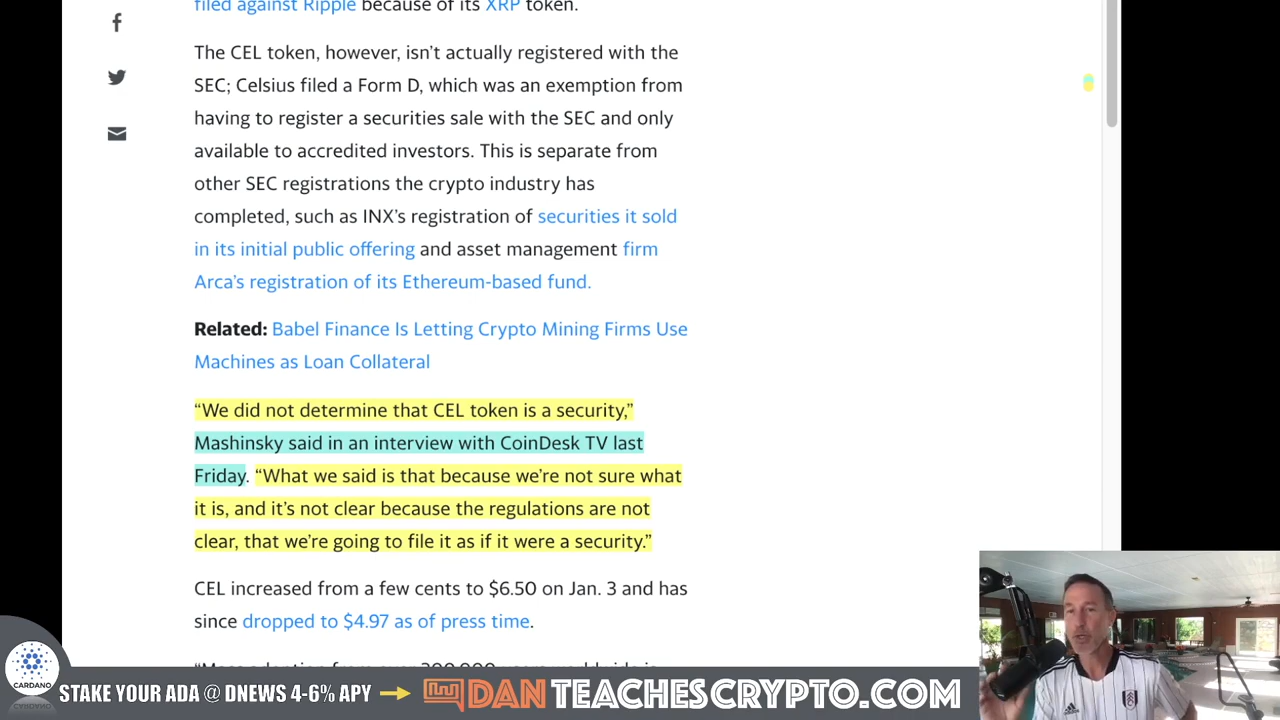 filed against Ripple because of its XRP token.
The CEL token, however, isn't actually registered with the
SEC; Celsius filed a Form D, which was an exemption from
having to register a securities sale with the SEC and only
available to accredited investors. This is separate from
other SEC registrations the crypto industry has
completed, such as INX's registration of securities it sold
in its initial public offering and asset management firm
Arca's registration of its Ethereum-based fund.
Related: Babel Finance Is Letting Crypto Mining Firms Use
Machines as Loan Collateral
“We did not determine that CEL token is a security,”
Mashinsky said in an interview with CoinDesk TV last
Friday. “What we said is that because we're not sure what
it is, and it's not clear because the regulations are not
clear, that we're going to file it as if it were a security.”
CEL increased from a few cents to $6.50 on Jan. 3 and has
since dropped to $4.97 as of press time.
CARDANO
STAKE YOUR ADA @ DNEWS 4-6% APY
DANTEACHESCRYPTO.COM